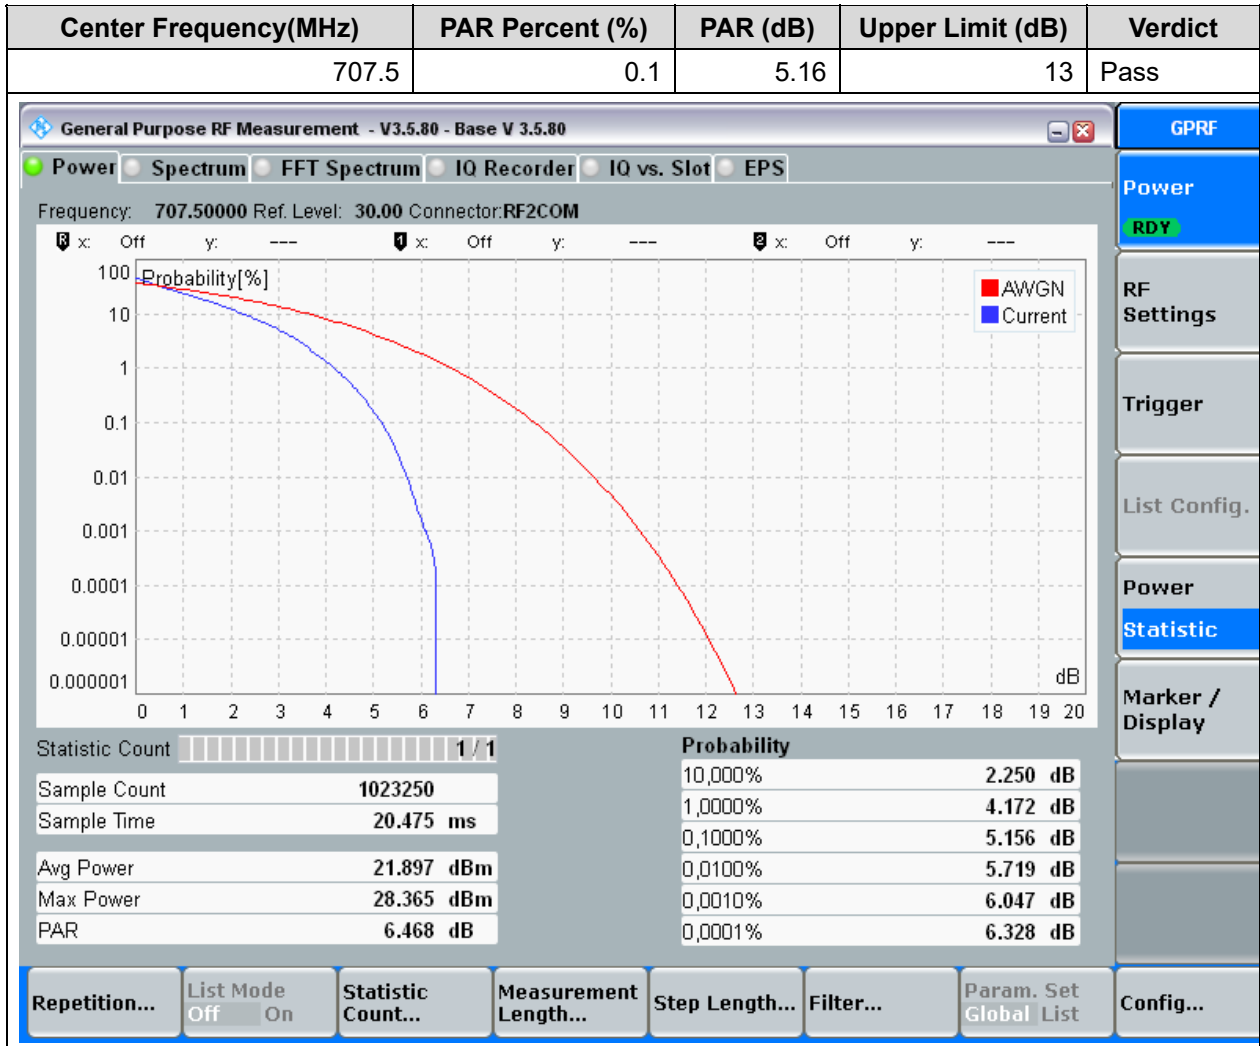 Center Frequency(MHz) PAR Percent (%) PAR (dB) Upper Limit (dB) Verdict
707.5 0.1 5.16 13 Pass
General Purpose RF Measurement - V3.5.80 - Base V 3.5.80
GPRF
Power Spectrum FFT Spectrum IQ Recorder IQ vs. Slot EPS
Frequency: 707.50000 Ref. Level: 30.00 Connector:RF2COM
R x: Off y: --- 1 x: Off y: --- 2 x: Off y: ---
Probability[%]
AWGN
Current
100
10
1
0.1
0.01
0.001
0.0001
0.00001
0.000001
dB
0 1 2 3 4 5 6 7 8 9 10 11 12 13 14 15 16 17 18 19 20
Statistic Count 1 / 1
Sample Count 1023250
Sample Time 20.475 ms
Avg Power 21.897 dBm
Max Power 28.365 dBm
PAR 6.468 dB
Probability
10,000% 2.250 dB
1,0000% 4.172 dB
0,1000% 5.156 dB
0,0100% 5.719 dB
0,0010% 6.047 dB
0,0001% 6.328 dB
Power
RDY
RF
Settings
Trigger
List Config.
Power
Statistic
Marker /
Display
Repetition...
List Mode
Off On
Statistic
Count...
Measurement
Length...
Step Length...
Filter...
Param. Set
Global List
Config...